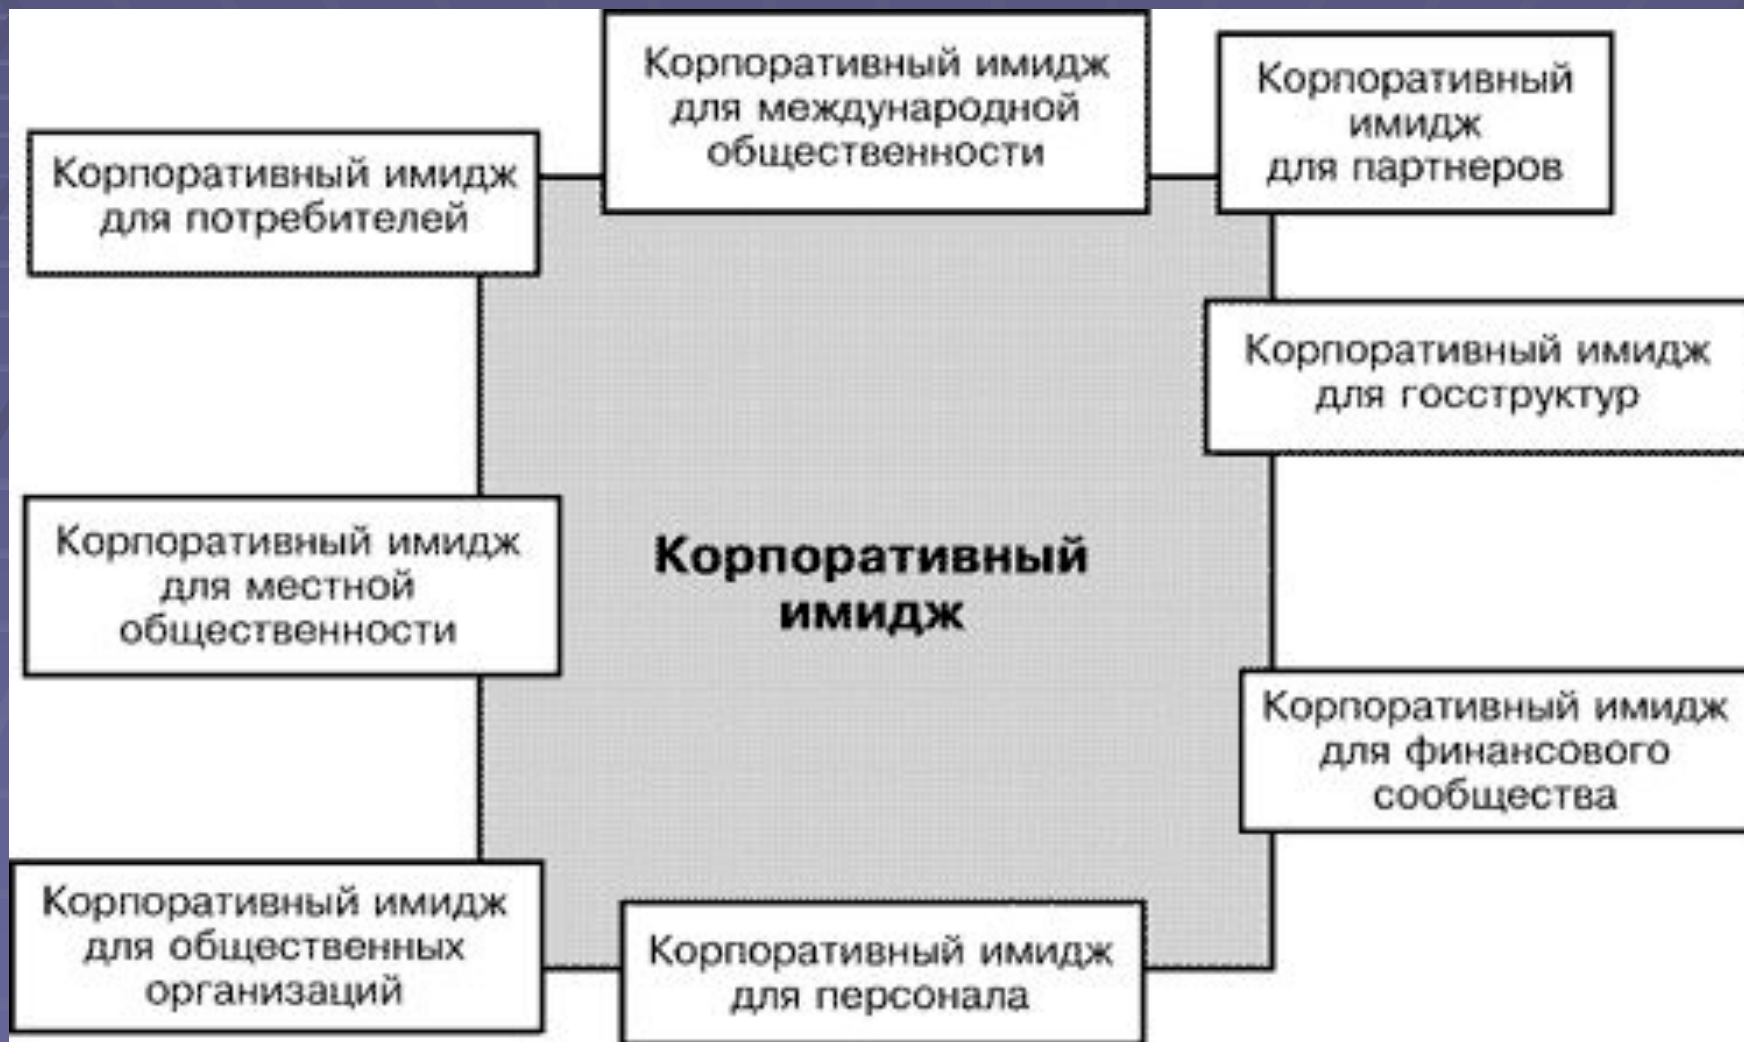 Корпоративный имидж
для международной
общественности
Корпоративный
имидж
для партнеров
Корпоративный имидж
для потребителей
Корпоративный имидж
для госструктур
Корпоративный имидж
для местной
общественности
Корпоративный
имидж
Корпоративный имидж
для финансового
сообщества
Корпоративный имидж
для общественных
организаций
Корпоративный имидж
для персонала